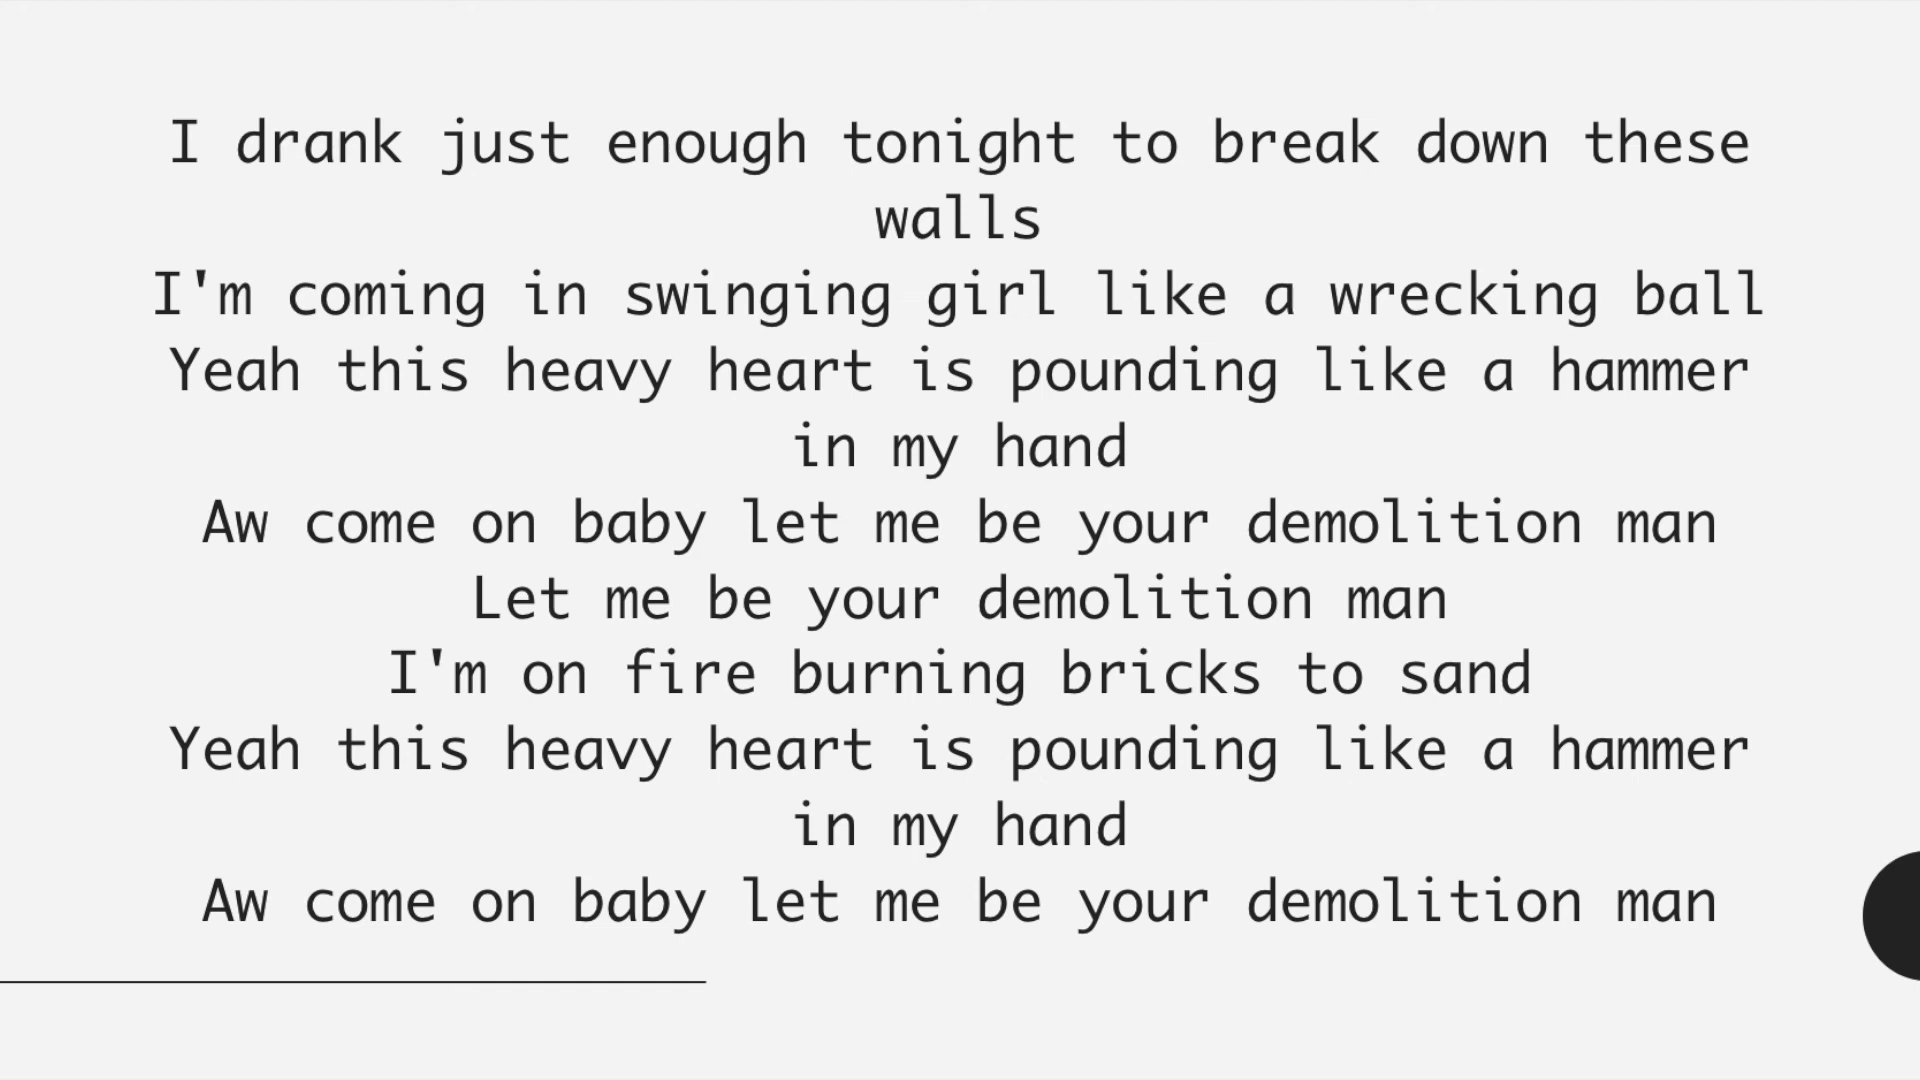 I drank just enough tonight to break down these
walls
I'm coming in swinging girl like a wrecking ball
Yeah this heavy heart is pounding like a hammer
in my hand
Aw come on baby let me be your demolition man
Let me be your demolition man
I'm on fire burning bricks to sand
Yeah this heavy heart is pounding like a hammer
in my hand
Aw come on baby let me be your demolition man